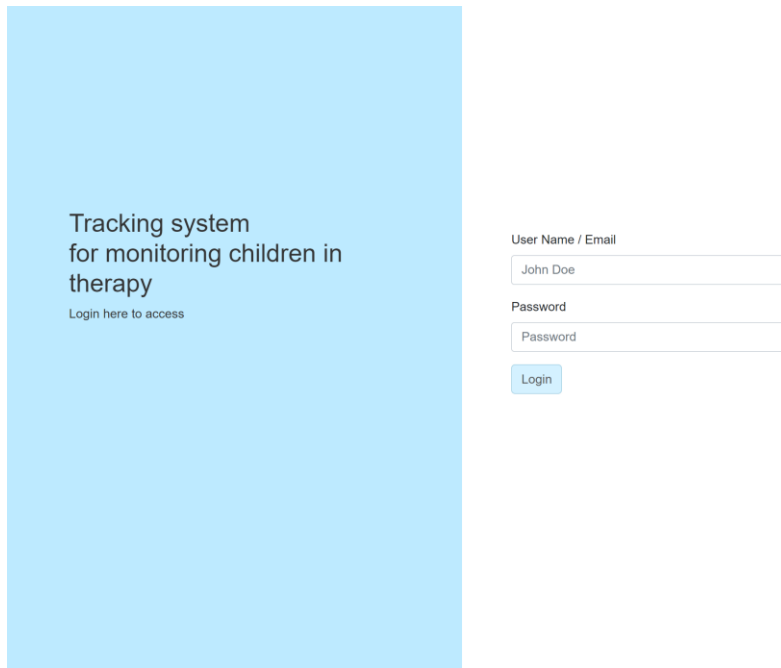 Tracking system
for monitoring children in
therapy
Login here to access
User Name / Email
John Doe
Password
Password
Login